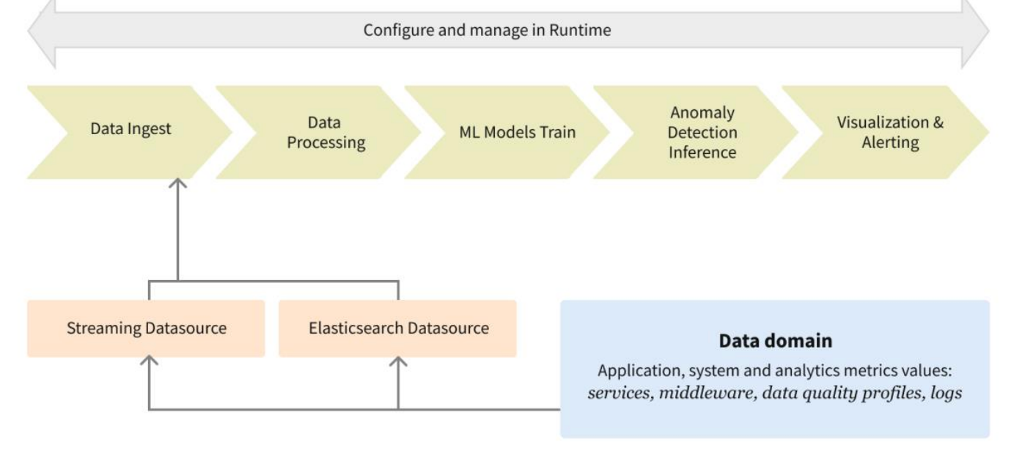 Configure and manage in Runtime
Data Ingest
Data
Processing
ML Models Train
Anomaly
Detection
Inference
Visualization &
Alerting
Streaming Datasource
Elasticsearch Datasource
Data domain
Application, system and analytics metrics values:
services, middleware, data quality profiles, logs